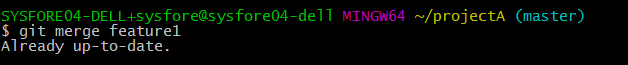 SYSFORE04-DELL+sysfore@sysfore04-dell MINGW64 ~/projectA (master)
$ git merge feature1
Already up-to-date.